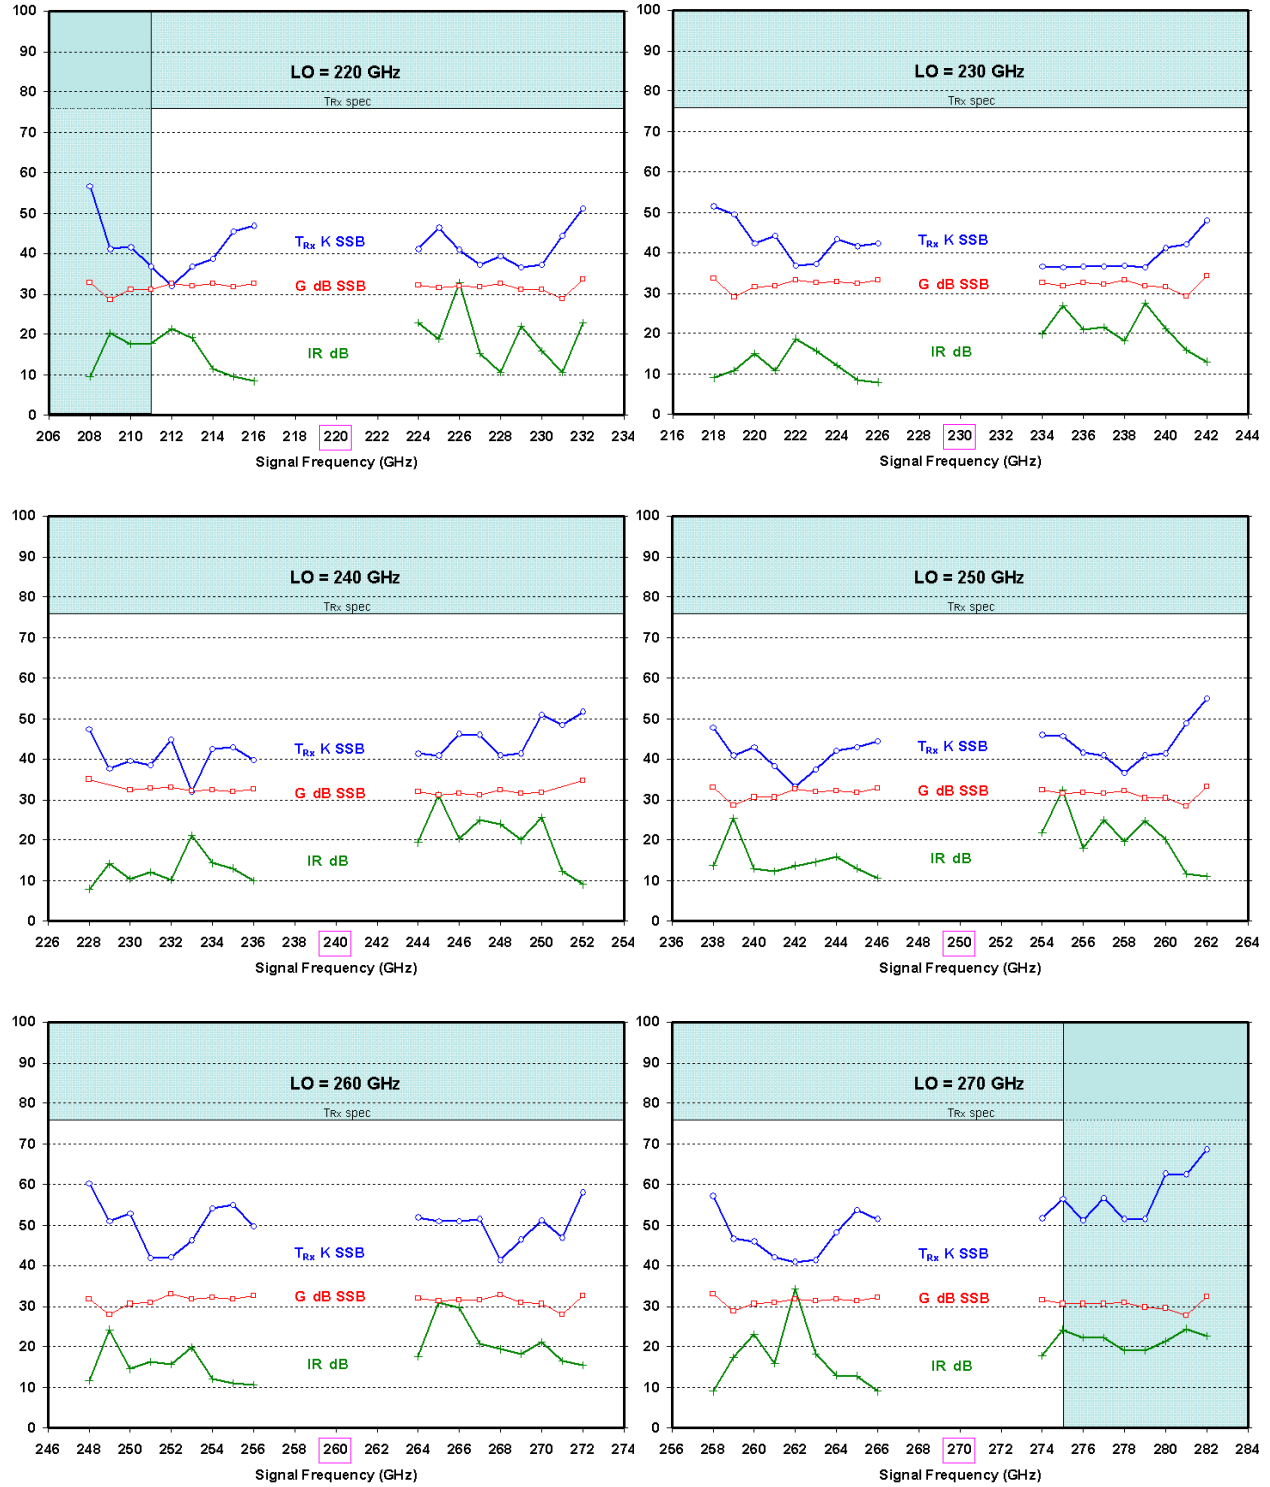 100
90
80
70
60
50
40
30
20
10
0
LO = 220 GHz
TRx spec
TRx K SSB
G dB SSB
IR dB
206 208 210 212 214 216 218 220 222 224 226 228 230 232 234
Signal Frequency (GHz)
100
90
80
70
60
50
40
30
20
10
0
LO = 230 GHz
TRx spec
TRx K SSB
G dB SSB
IR dB
216 218 220 222 224 226 228 230 232 234 236 238 240 242 244
Signal Frequency (GHz)
100
90
80
70
60
50
40
30
20
10
0
LO = 240 GHz
TRx spec
TRx K SSB
G dB SSB
IR dB
226 228 230 232 234 236 238 240 242 244 246 248 250 252 254
Signal Frequency (GHz)
100
90
80
70
60
50
40
30
20
10
0
LO = 250 GHz
TRx spec
TRx K SSB
G dB SSB
IR dB
236 238 240 242 244 246 248 250 252 254 256 258 260 262 264
Signal Frequency (GHz)
100
90
80
70
60
50
40
30
20
10
0
LO = 260 GHz
TRx spec
TRx K SSB
G dB SSB
IR dB
246 248 250 252 254 256 258 260 262 264 266 268 270 272 274
Signal Frequency (GHz)
100
90
80
70
60
50
40
30
20
10
0
LO = 270 GHz
TRx spec
TRx K SSB
G dB SSB
IR dB
256 258 260 262 264 266 268 270 272 274 276 278 280 282 284
Signal Frequency (GHz)